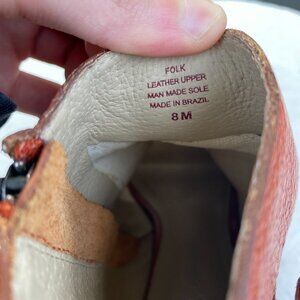 FOLK
LEATHER UPPER
MAN MADE SOLE
MADE IN BRAZIL
8 M